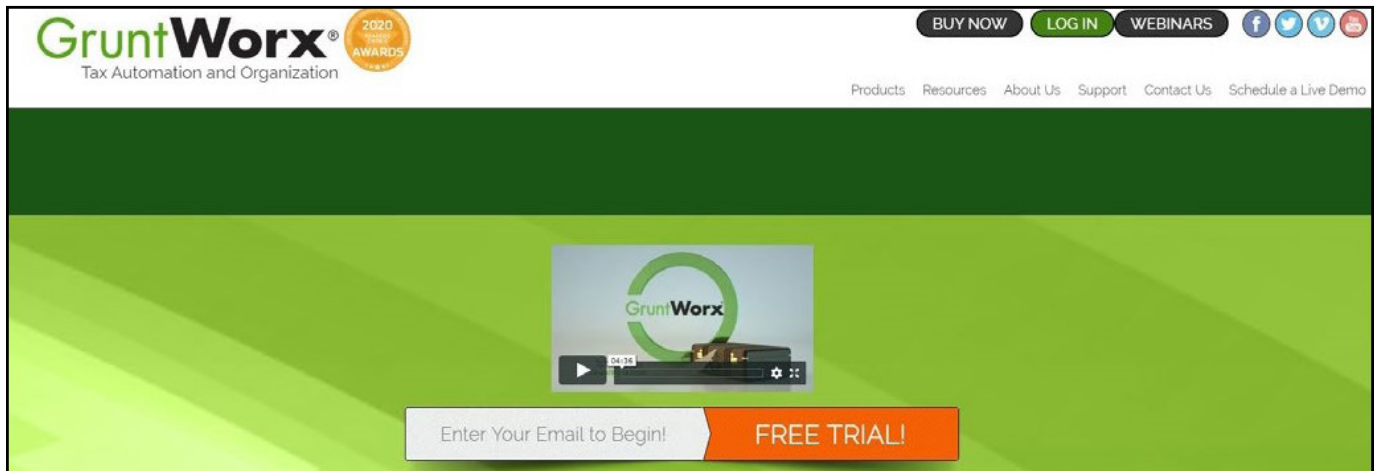 GruntWorx®
Tax Automation and Organization
2020
AWARDS
BUY NOW
LOG IN
WEBINARS
Products Resources About Us Support Contact Us Schedule a Live Demo
GruntWorx
04:36
Enter Your Email to Begin!
FREE TRIAL!